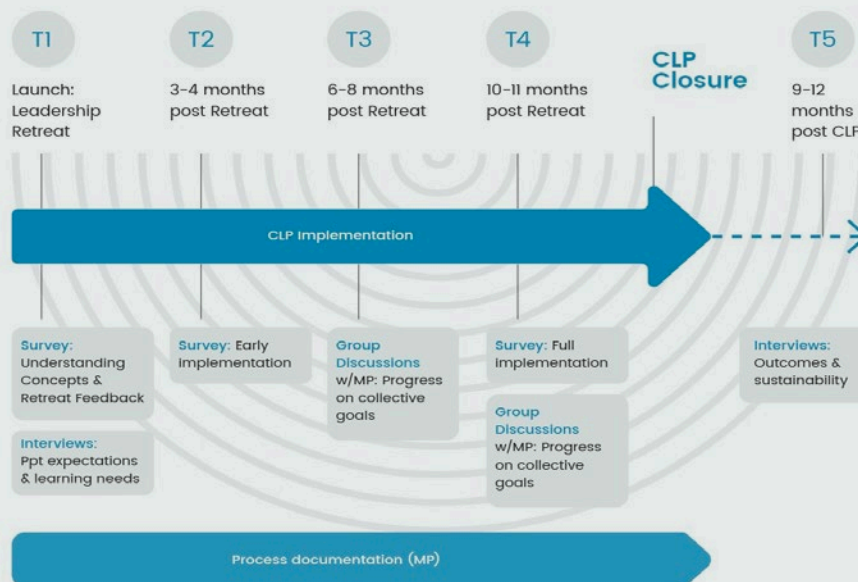 T1
T2
T3
T4
T5
Launch:
Leadership
Retreat
3-4 months
post Retreat
6-8 months
post Retreat
10-11 months
post Retreat
CLP
Closure
9-12
months
post CLP
CLP Implementation
Survey:
Understanding
Concepts &
Retreat Feedback
Interviews:
Ppt expectations
& learning needs
Survey: Early
implementation
Group
Discussions
w/MP: Progress
on collective
goals
Survey: Full
implementation
Group
Discussions
w/MP: Progress
on collective
goals
Interviews:
Outcomes &
sustainability
Process documentation (MP)